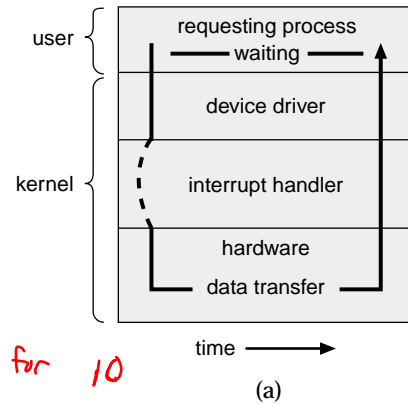 requesting process
user
waiting
device driver
kernel
interrupt handler
hardware
data transfer
for 10
time
(a)